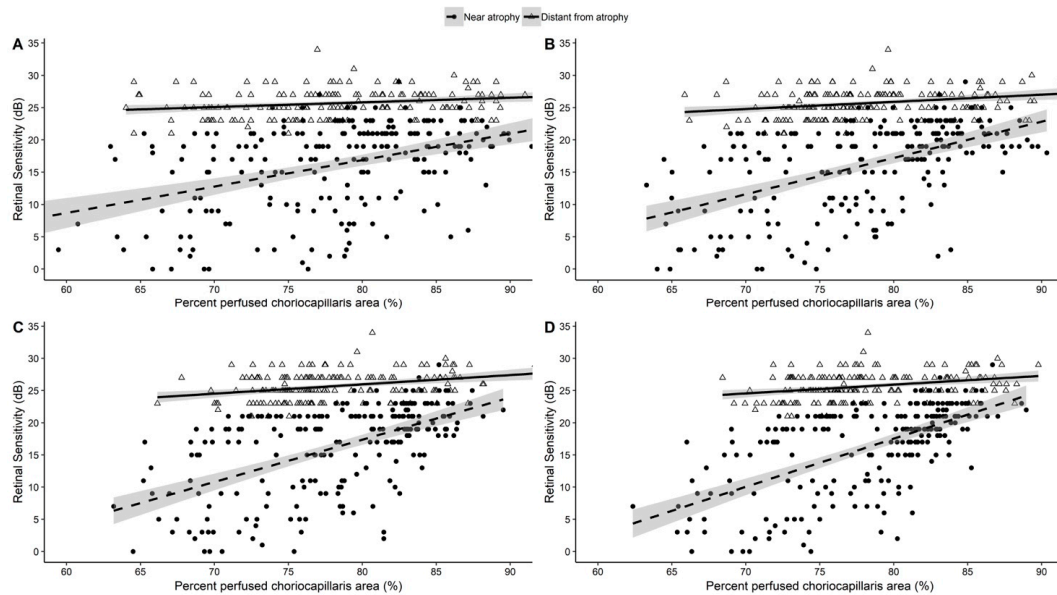 Near atrophy Distant from atrophy
A
35
30
25
20
15
10
5
0
Retinal Sensitivity (dB)
60 65 70 75 80 85 90
Percent perfused choriocapillaris area (%)
B
35
30
25
20
15
10
5
0
Retinal Sensitivity (dB)
60 65 70 75 80 85 90
Percent perfused choriocapillaris area (%)
C
35
30
25
20
15
10
5
0
Retinal Sensitivity (dB)
60 65 70 75 80 85 90
Percent perfused choriocapillaris area (%)
D
35
30
25
20
15
10
5
0
Retinal Sensitivity (dB)
60 65 70 75 80 85 90
Percent perfused choriocapillaris area (%)